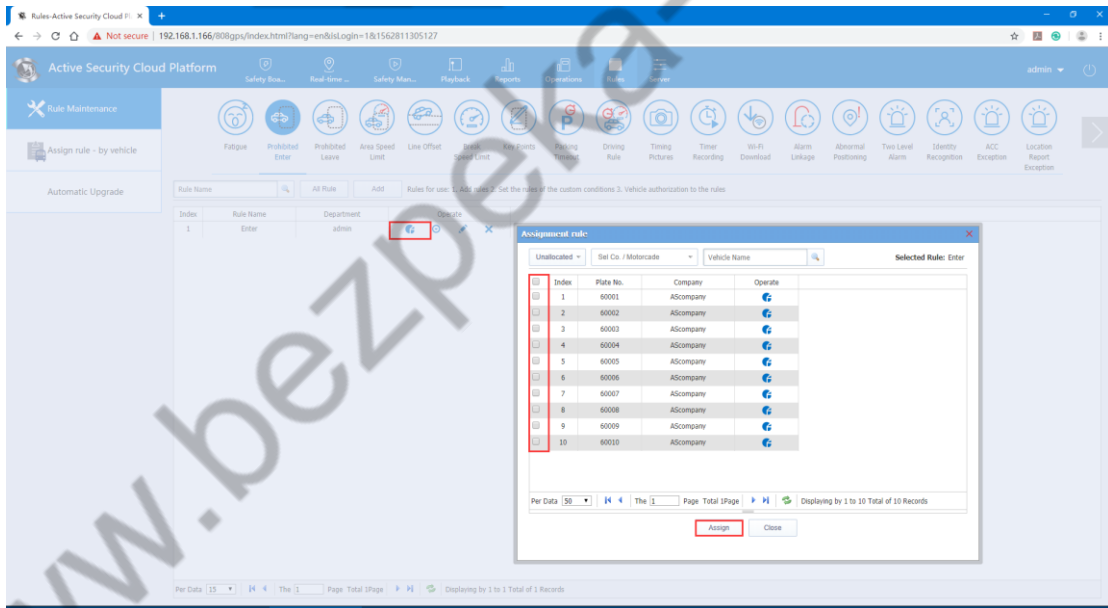 Rules-Active Security Cloud Pl
Not secure | 192.168.1.166/808gps/index.html?lang=en&isLogin=1&1562811305127
Active Security Cloud Platform
Safety Boa... Real-time ... Safety Man... Playback Reports Operations Rules Server
admin
Rule Maintenance
Assign rule - by vehicle
Automatic Upgrade
Fatigue Prohibited Enter Prohibited Leave Area Speed Limit Line Offset Break Speed Limit Key Points Parking Timeout Driving Rule Timing Pictures Timer Recording Wi-Fi Download Alarm Linkage Abnormal Positioning Two Level Alarm Identity Recognition ACC Exception Location Report Exception
Rule Name All Rule Add Rules for use: 1. Add rules 2. Set the rules of the custom conditions 3. Vehicle authorization to the rules
Index Rule Name Department Operate
1 Enter admin
Assignment rule
Unallocated Sel Co. / Motorcade Vehicle Name Selected Rule: Enter
Index Plate No. Company Operate
1 60001 AScompany
2 60002 AScompany
3 60003 AScompany
4 60004 AScompany
5 60005 AScompany
6 60006 AScompany
7 60007 AScompany
8 60008 AScompany
9 60009 AScompany
10 60010 AScompany
Per Data 50 The 1 Page Total 1Page Displaying by 1 to 10 Total of 10 Records
Assign Close
Per Data 15 The 1 Page Total 1Page Displaying by 1 to 1 Total of 1 Records
www.bezpeka